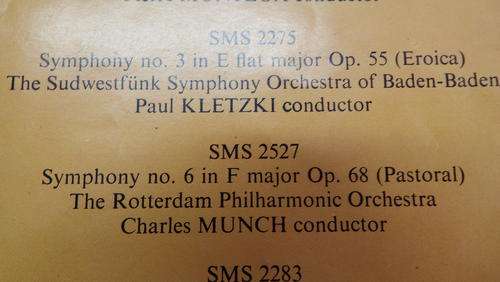 conductor
SMS 2275
Symphony no. 3 in E flat major Op. 55 (Eroica)
The Sudwestfünk Symphony Orchestra of Baden-Baden
Paul KLETZKI conductor
SMS 2527
Symphony no. 6 in F major Op. 68 (Pastoral)
The Rotterdam Philharmonic Orchestra
Charles MUNCH conductor
SMS 2283